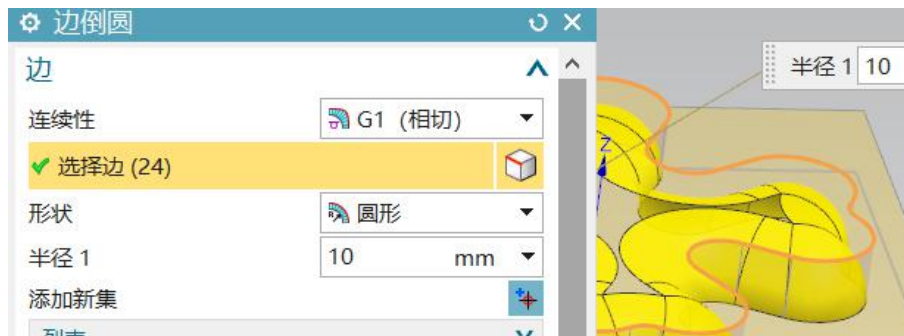 边倒圆
边
半径 1 10
连续性 G1 (相切)
选择边 (24)
形状 圆形
半径 1 10 mm
添加新集
Z